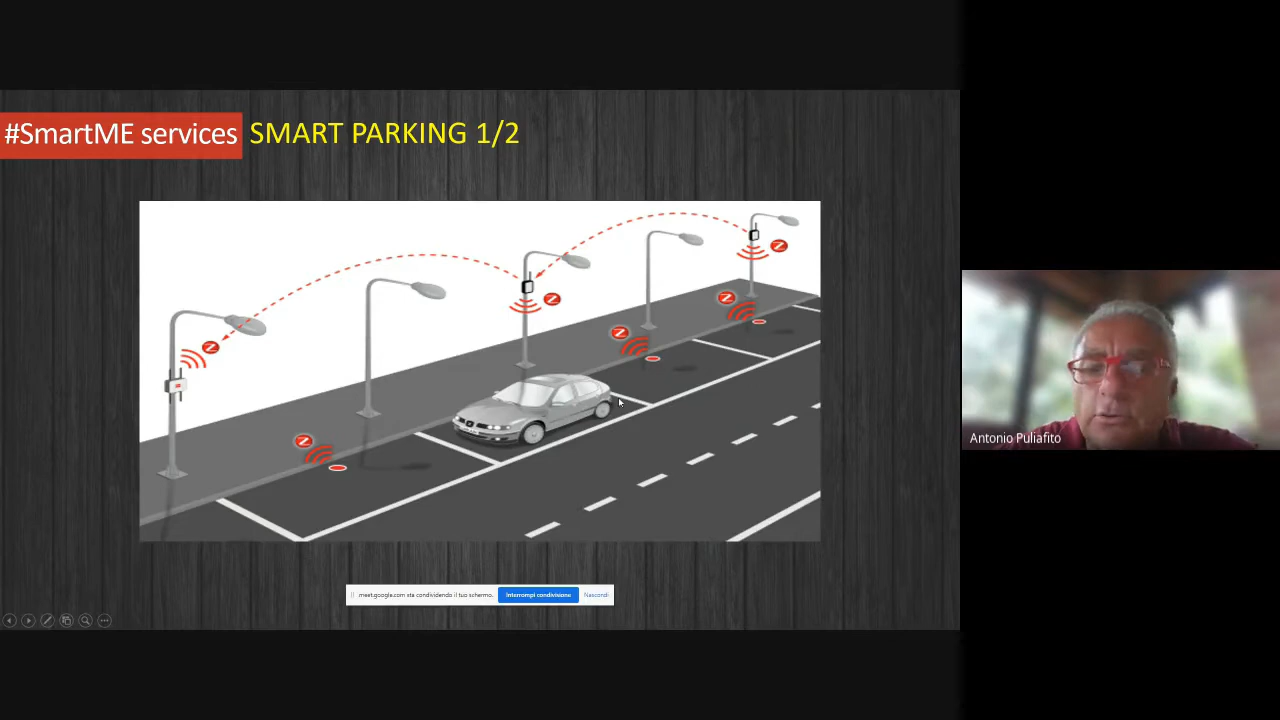 #SmartME services SMART PARKING 1/2
Z
Z
Z
Z
Z
Z
Antonio Puliafito
meet.google.com sta condividendo il tuo schermo. Interrompi condivisione Nascondi